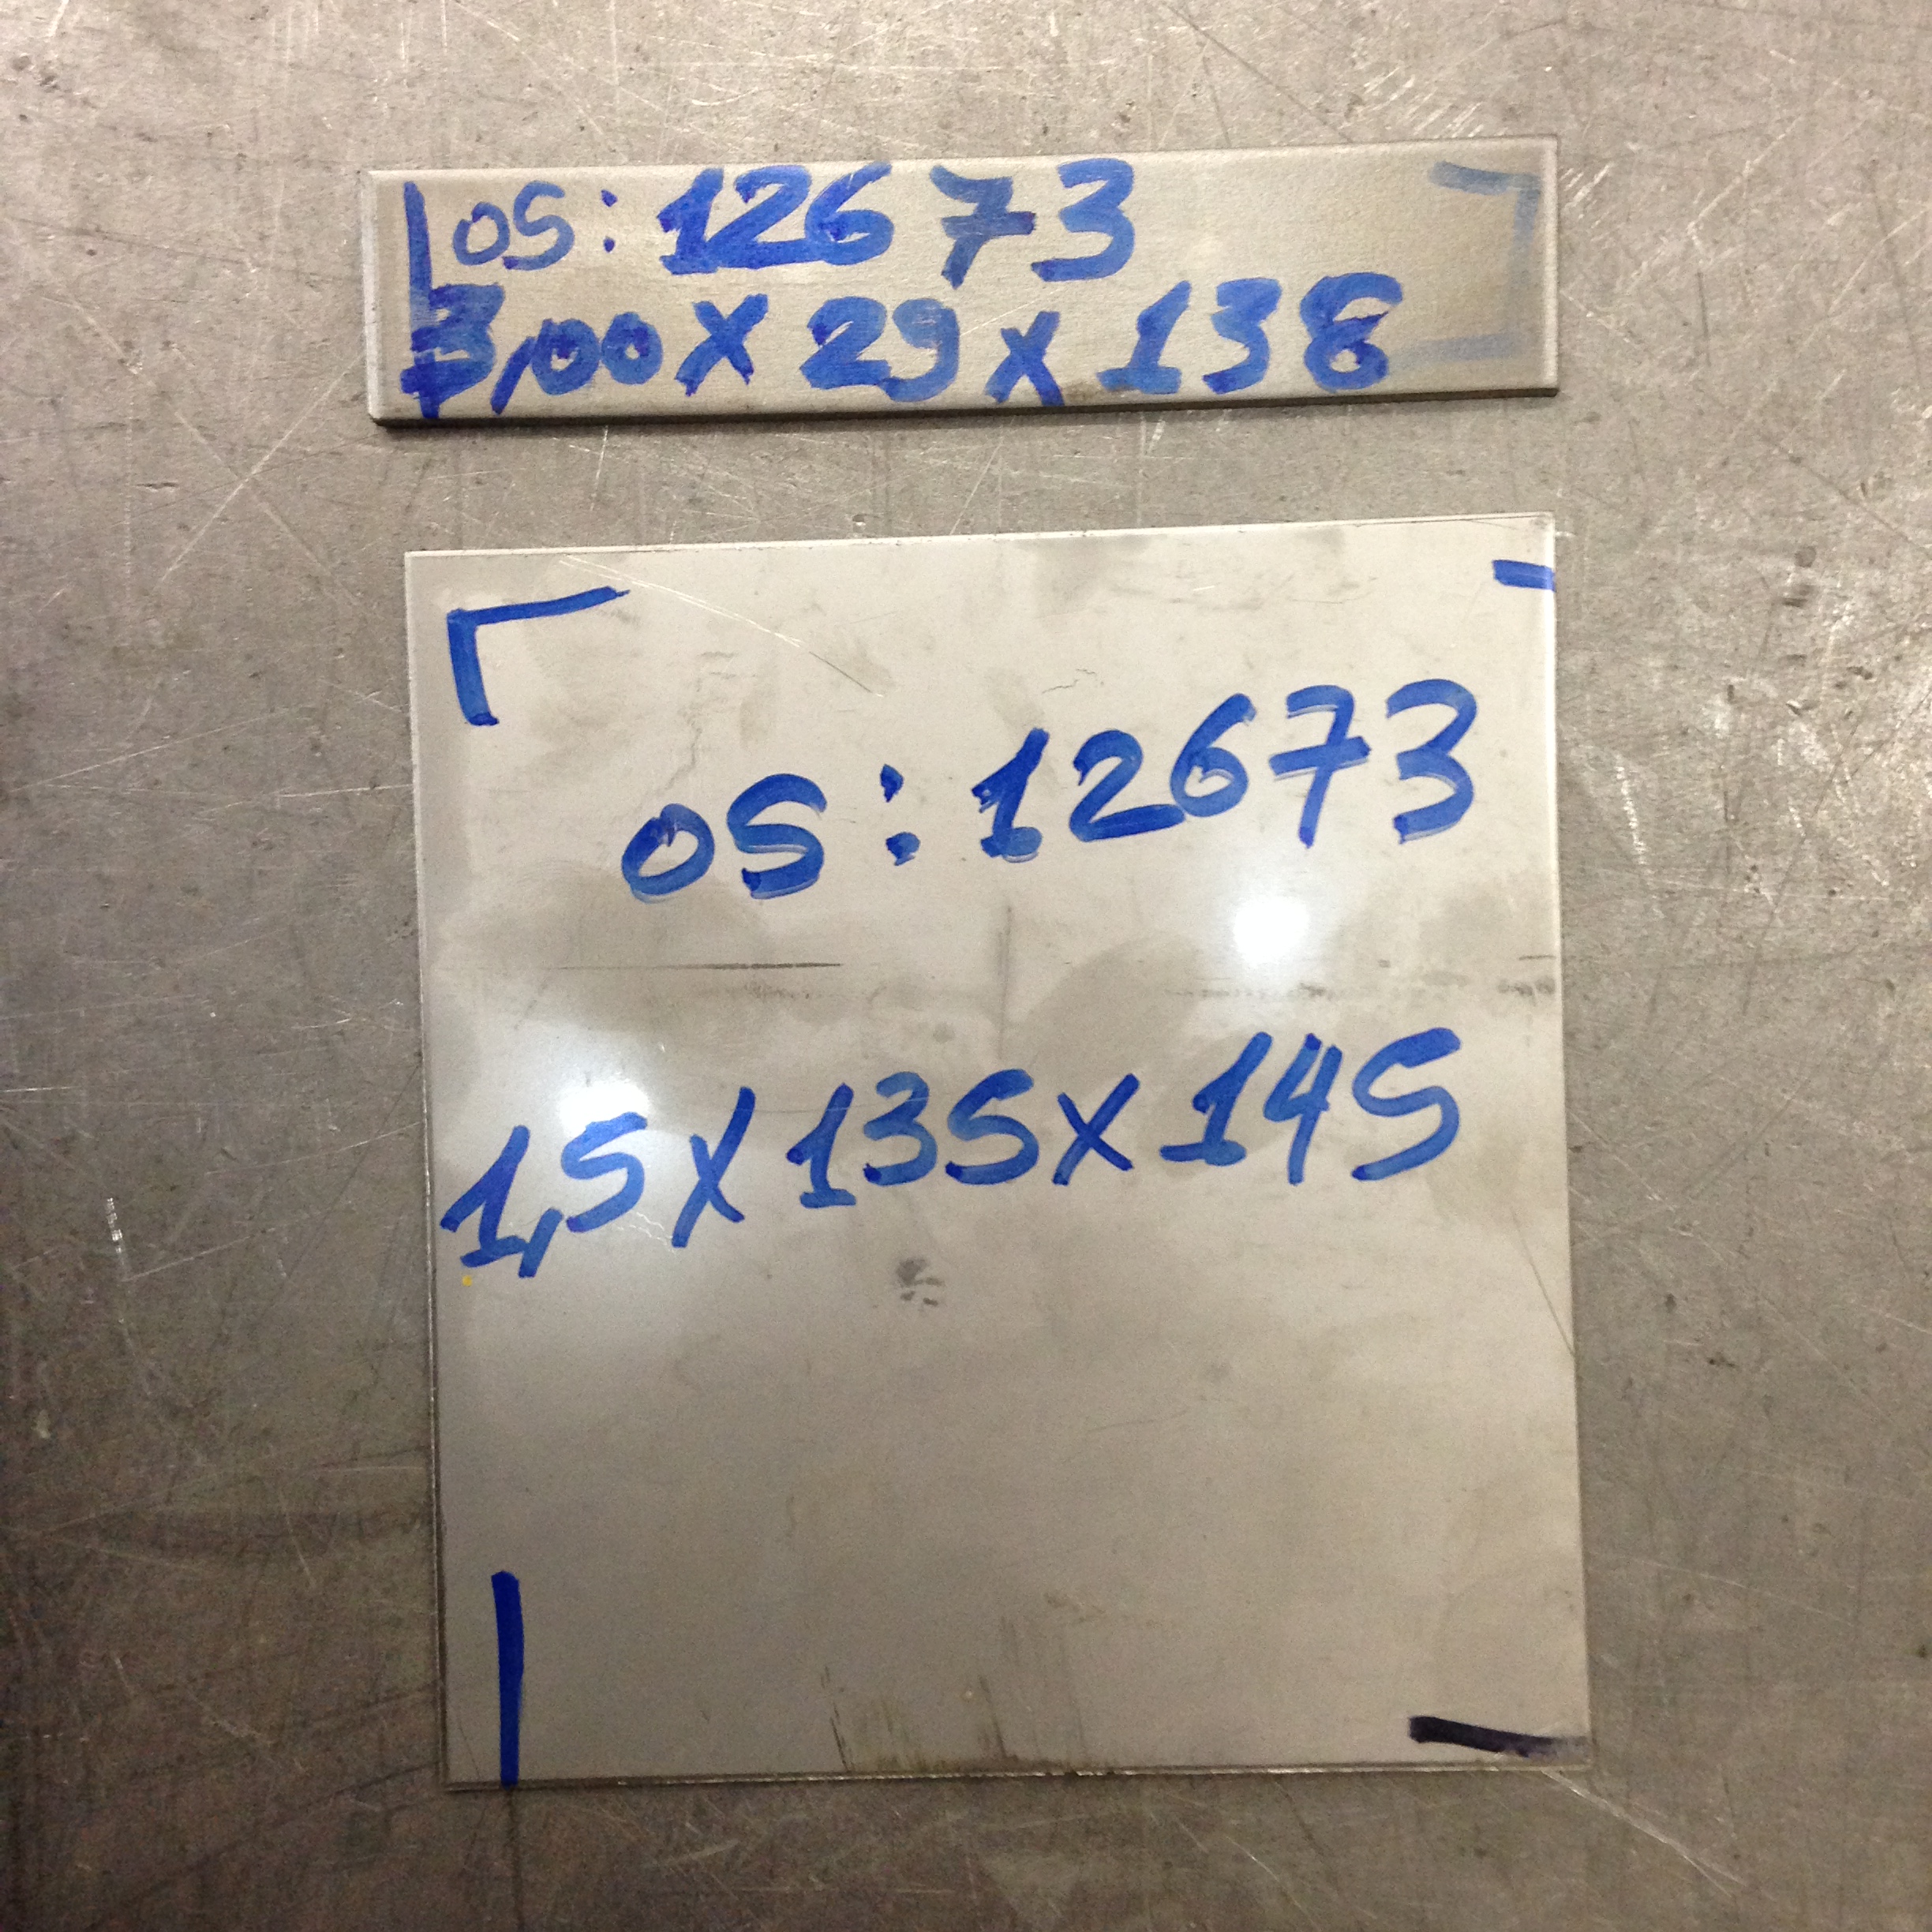 OS: 12673
3,00 X 29 X 138
OS: 12673
1,5 X 135 X 145